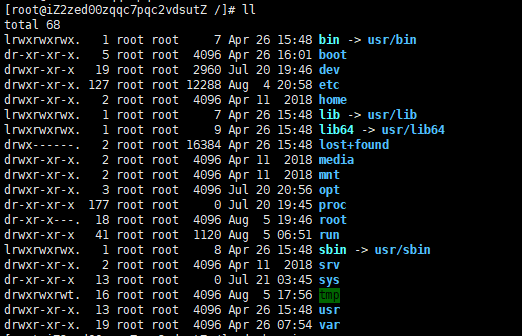 [root@iZ2zed00zqqc7pqc2vdsutZ /]# ll
total 68
lrwxrwxrwx.   1 root root     7 Apr 26 15:48 bin -> usr/bin
dr-xr-xr-x.   5 root root  4096 Apr 26 16:01 boot
drwxr-xr-x   19 root root  2960 Jul 20 19:46 dev
drwxr-xr-x. 127 root root 12288 Aug  4 20:58 etc
drwxr-xr-x.   2 root root  4096 Apr 11  2018 home
lrwxrwxrwx.   1 root root     7 Apr 26 15:48 lib -> usr/lib
lrwxrwxrwx.   1 root root     9 Apr 26 15:48 lib64 -> usr/lib64
drwx------.   2 root root 16384 Apr 26 15:48 lost+found
drwxr-xr-x.   2 root root  4096 Apr 11  2018 media
drwxr-xr-x.   2 root root  4096 Apr 11  2018 mnt
drwxr-xr-x.   3 root root  4096 Jul 20 20:56 opt
dr-xr-xr-x  177 root root     0 Jul 20 19:45 proc
dr-xr-x---.  18 root root  4096 Aug  5 19:46 root
drwxr-xr-x   41 root root  1120 Aug  5 06:51 run
lrwxrwxrwx.   1 root root     8 Apr 26 15:48 sbin -> usr/sbin
drwxr-xr-x.   2 root root  4096 Apr 11  2018 srv
dr-xr-xr-x   13 root root     0 Jul 21 03:45 sys
drwxrwxrwt.  16 root root  4096 Aug  5 17:56 tmp
drwxr-xr-x.  13 root root  4096 Apr 26 15:48 usr
drwxr-xr-x.  19 root root  4096 Apr 26 07:54 var